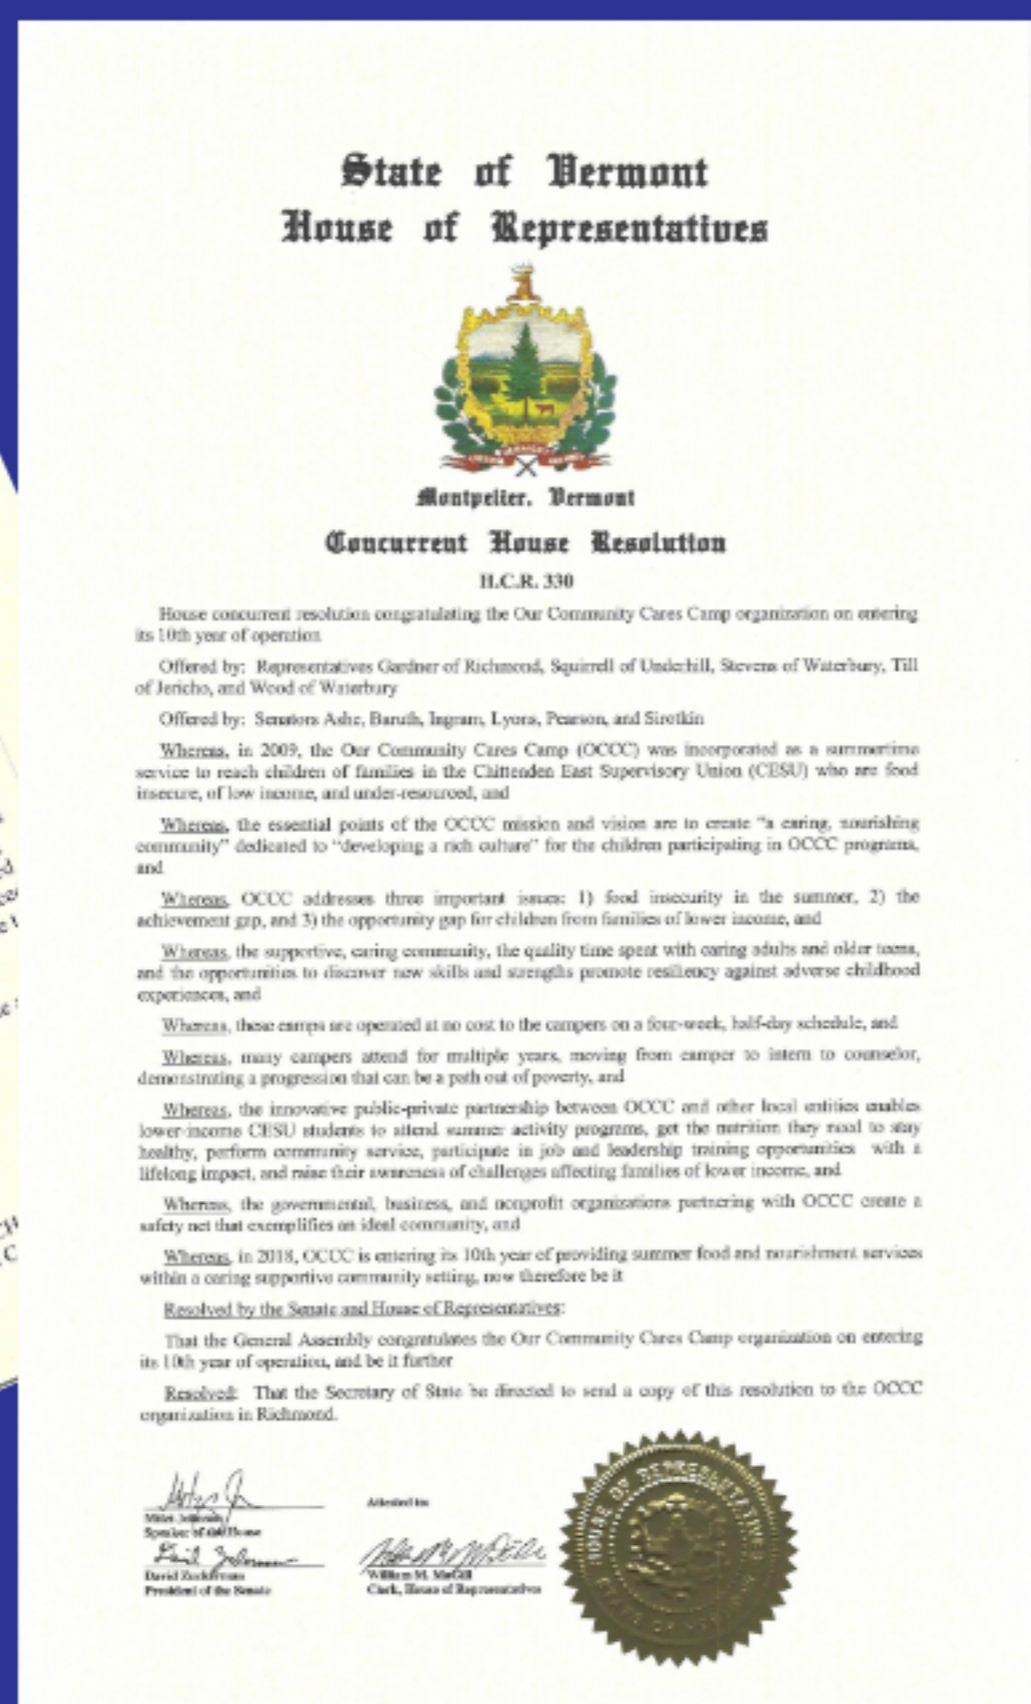 State of Vermont
House of Representatives
Montpelier, Vermont
Concurrent House Resolution
H.C.R. 330
House concurrent resolution congratulating the Our Community Cares Camp organization on entering
its 10th year of operation
Offered by: Representatives Gardner of Richmond, Squirrell of Underhill, Stevens of Waterbury, Till
of Jericho, and Wood of Waterbury
Offered by: Senators Ashe, Baruth, Ingram, Lyons, Pearson, and Sirotkin
Whereas, in 2009, the Our Community Cares Camp (OCCC) was incorporated as a summertime
service to reach children of families in the Chittenden East Supervisory Union (CESU) who are food
insecure, of low income, and under-resourced, and
Whereas, the essential points of the OCCC mission and vision are to create “a caring, nourishing
community” dedicated to “developing a rich culture” for the children participating in OCCC programs,
and
Whereas, OCCC addresses three important issues: 1) food insecurity in the summer, 2) the
achievement gap, and 3) the opportunity gap for children from families of lower income, and
Whereas, the supportive, caring community, the quality time spent with caring adults and older teens,
and the opportunities to discover new skills and strengths promote resiliency against adverse childhood
experiences, and
Whereas, these camps are operated at no cost to the campers on a four-week, half-day schedule, and
Whereas, many campers attend for multiple years, moving from camper to intern to counselor,
demonstrating a progression that can be a path out of poverty, and
Whereas, the innovative public-private partnership between OCCC and other local entities enables
lower-income CESU students to attend summer activity programs, get the nutrition they need to stay
healthy, perform community service, participate in job and leadership training opportunities with a
lifelong impact, and raise their awareness of challenges affecting families of lower income, and
Whereas, the governmental, business, and nonprofit organizations partnering with OCCC create a
safety net that exemplifies an ideal community, and
Whereas, in 2018, OCCC is entering its 10th year of providing summer food and nourishment services
within a caring supportive community setting, now therefore be it
Resolved by the Senate and House of Representatives:
That the General Assembly congratulates the Our Community Cares Camp organization on entering
its 10th year of operation, and be it further
Resolved: That the Secretary of State be directed to send a copy of this resolution to the OCCC
organization in Richmond.
Mitzi Johnson
Speaker of the House
David Zuckerman
President of the Senate
Attested to:
William M. MaGill
Clerk, House of Representatives
HOUSE OF REPRESENTATIVES
STATE OF VERMONT